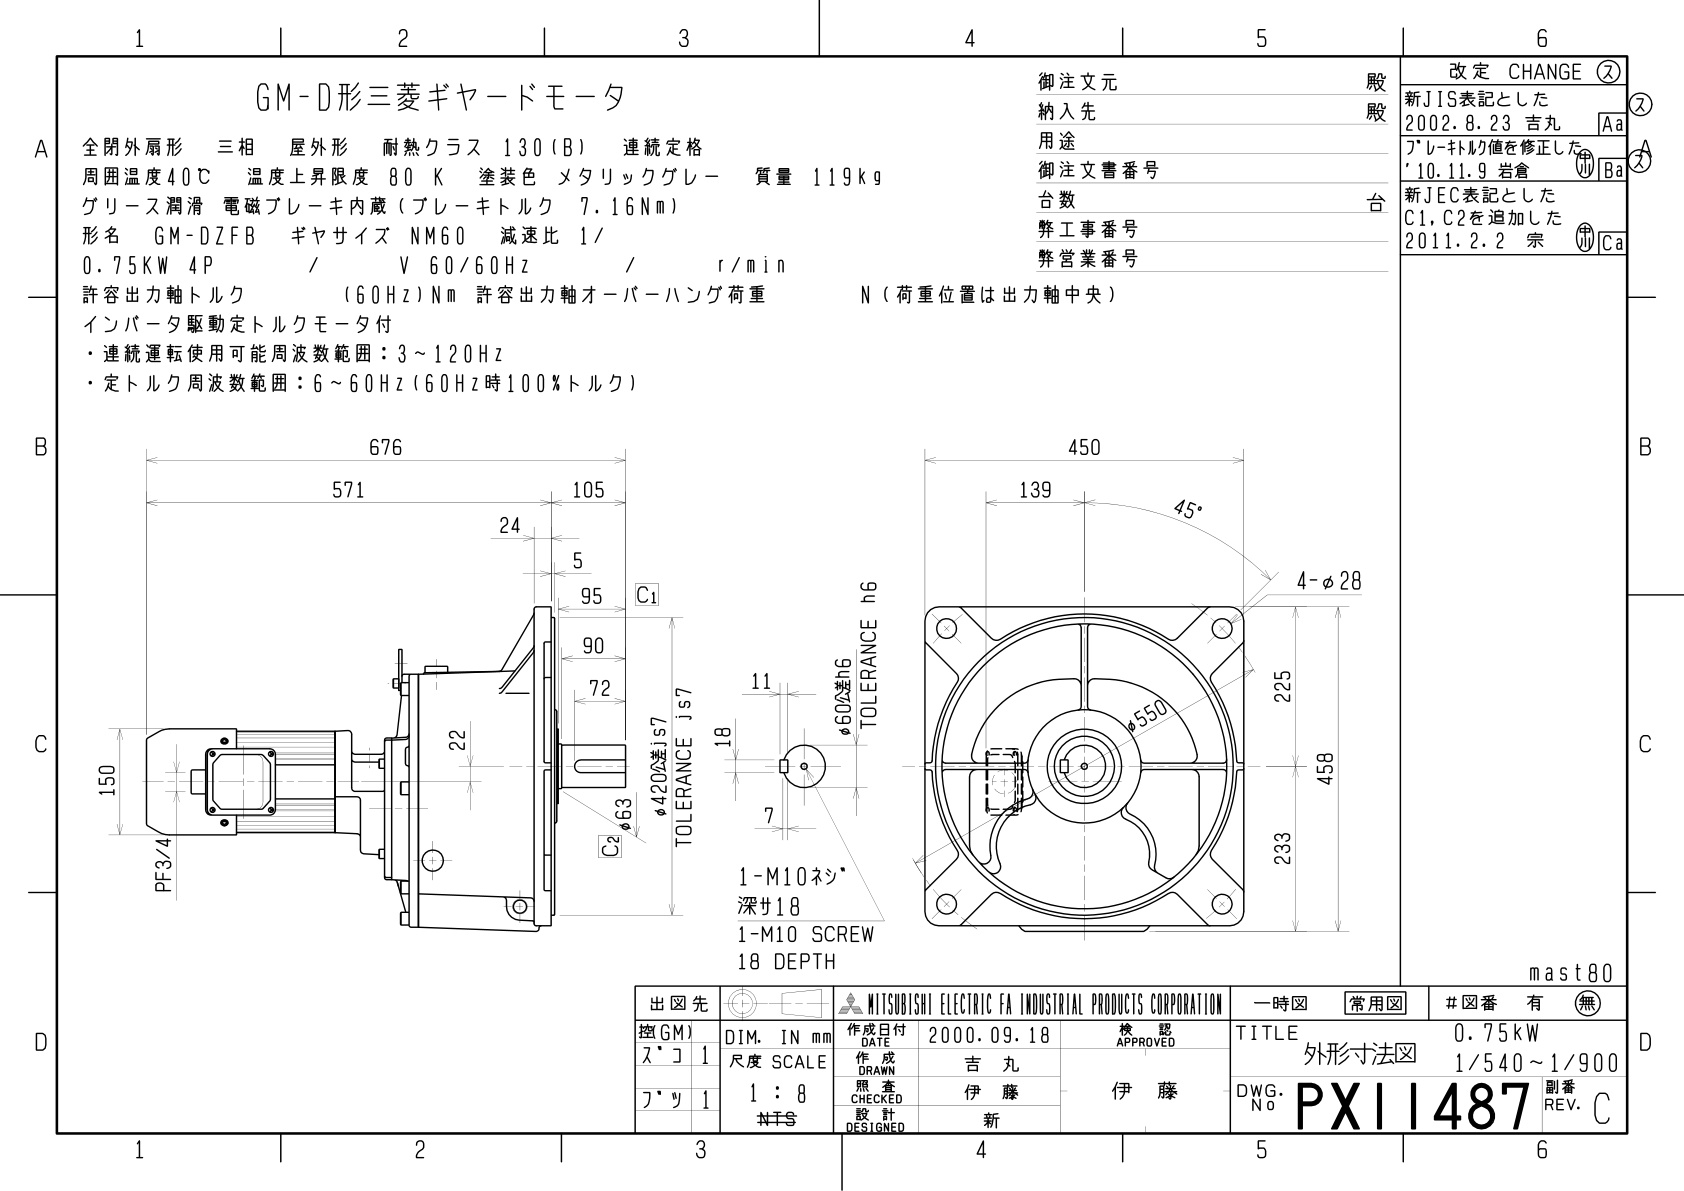 1 2 3 4 5 6
GM-D形三菱ギヤードモータ
全閉外扇形 三相 屋外形 耐熱クラス 130(B) 連続定格
周囲温度40℃ 温度上昇限度 80 K 塗装色 メタリックグレー 質量 119kg
グリース潤滑 電磁ブレーキ内蔵(ブレーキトルク 7.16Nm)
形名 GM-DZFB ギヤサイズ NM60 減速比 1/
0.75KW 4P / V 60/60Hz / r/min
許容出力軸トルク (60Hz)Nm 許容出力軸オーバーハング荷重 N(荷重位置は出力軸中央)
インバータ駆動定トルクモータ付
・連続運転使用可能周波数範囲:3~120Hz
・定トルク周波数範囲:6~60Hz(60Hz時100%トルク)
御注文元 殿
納入先 殿
用途
御注文書番号
台数 台
弊工事番号
弊営業番号
改定 CHANGE ス
新JIS表記とした
2002.8.23 吉丸 Aa
ス
ブレーキトルク値を修正した
'10.11.9 岩倉 中川 Ba
ス
新JEC表記とした
C1,C2を追加した
2011.2.2 宗 中川 Ca
A
A
B
B
C
C
D
D
676
571
105
24
5
95
C1
90
72
22
150
PF3/4
φ63
C2
φ420公差js7
TOLERANCE js7
11
18
7
φ60公差h6
TOLERANCE h6
1-M10ネジ
深サ18
1-M10 SCREW
18 DEPTH
450
139
45°
4-φ28
φ550
225
233
458
mast80
出図先
控(GM)
スﾞコ 1
フﾞツ 1
DIM. IN mm
尺度 SCALE
1 : 8
NTS
MITSUBISHI ELECTRIC FA INDUSTRIAL PRODUCTS CORPORATION
作成日付
DATE
2000.09.18
作成
DRAWN
吉丸
照査
CHECKED
伊藤
設計
DESIGNED
新
検認
APPROVED
伊藤
一時図 常用図 #図番 有 無
TITLE
外形寸法図
0.75kW
1/540~1/900
DWG.
No
PX11487
副番
REV. C
1 2 3 4 5 6